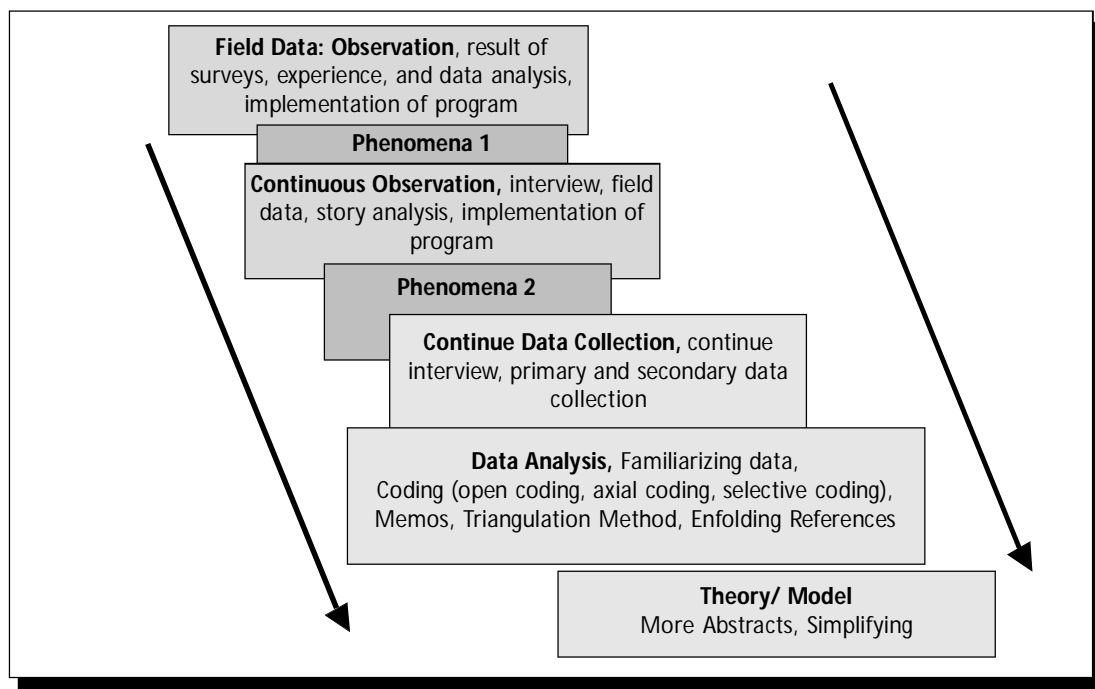 Field Data: Observation, result of
surveys, experience, and data analysis,
implementation of program
Phenomena 1
Continuous Observation, interview, field
data, story analysis, implementation of
program
Phenomena 2
Continue Data Collection, continue
interview, primary and secondary data
collection
Data Analysis, Familiarizing data,
Coding (open coding, axial coding, selective coding),
Memos, Triangulation Method, Enfolding References
Theory/ Model
More Abstracts, Simplifying